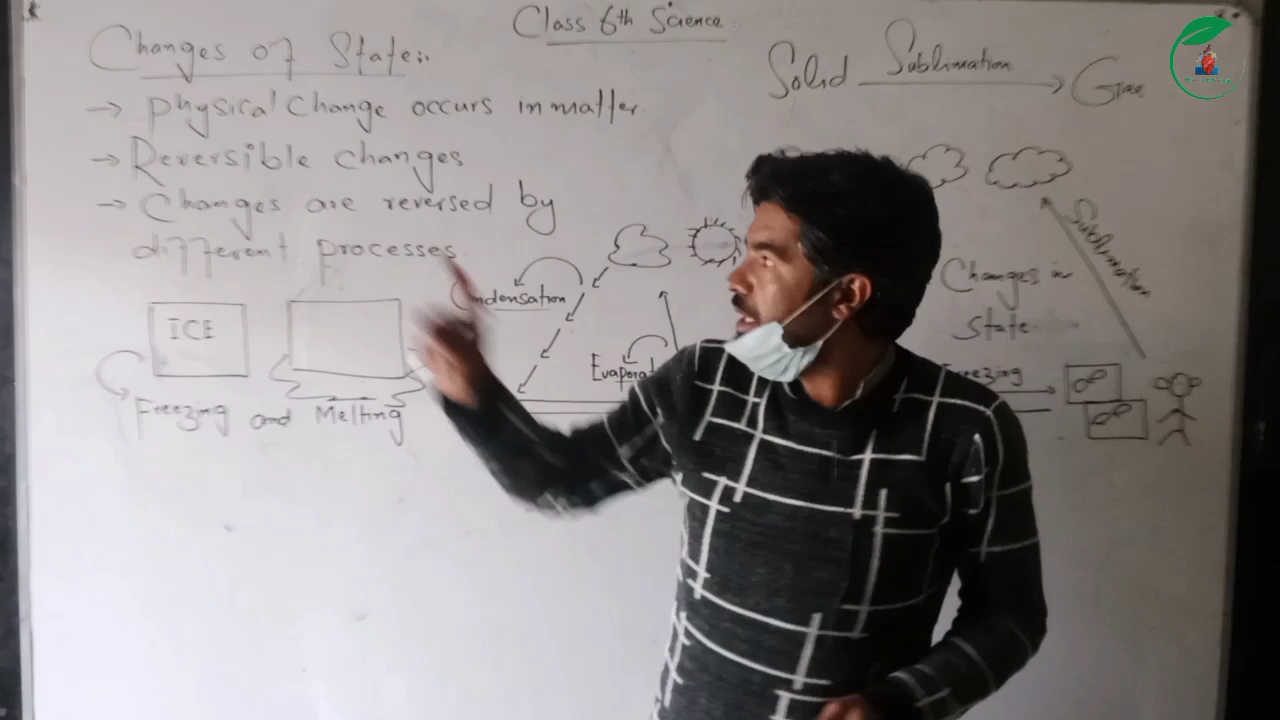 Class 6th Science:
Changes of State:.
→ Physical Change occurs in matter.
→ Reversible changes
→ Changes are reversed by
different processes.
Solid Sublimation → Gas
ICE
Freezing and Melting
Condensation
Evaporat
Changes in
state
Freezing
Sublimation